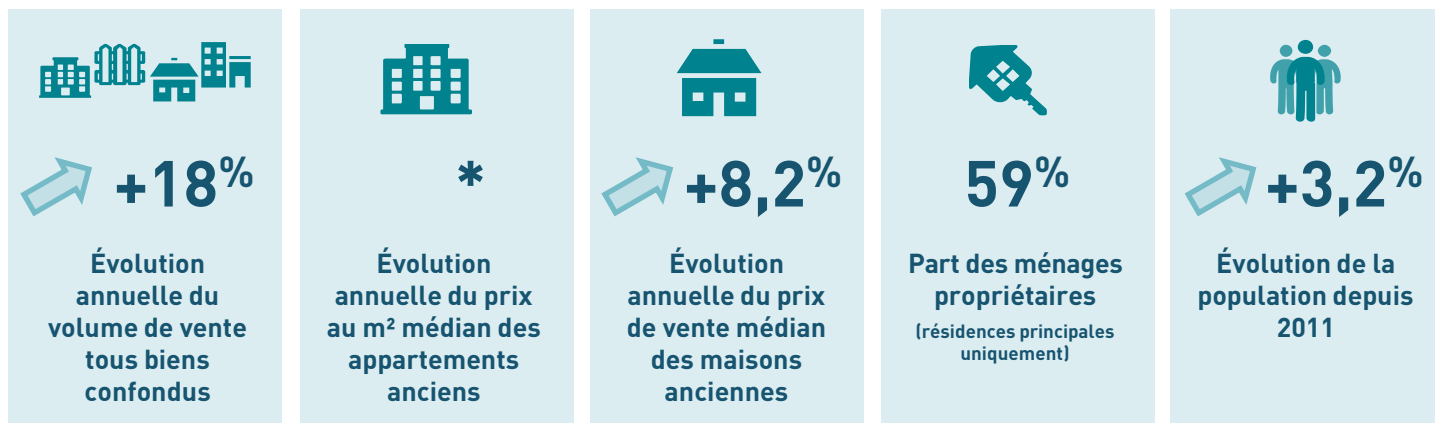 +18%
Évolution
annuelle du
volume de vente
tous biens
confondus
*
Évolution
annuelle du prix
au m² médian des
appartements
anciens
+8,2%
Évolution
annuelle du prix
de vente médian
des maisons
anciennes
59%
Part des ménages
propriétaires
(résidences principales
uniquement)
+3,2%
Évolution de la
population depuis
2011